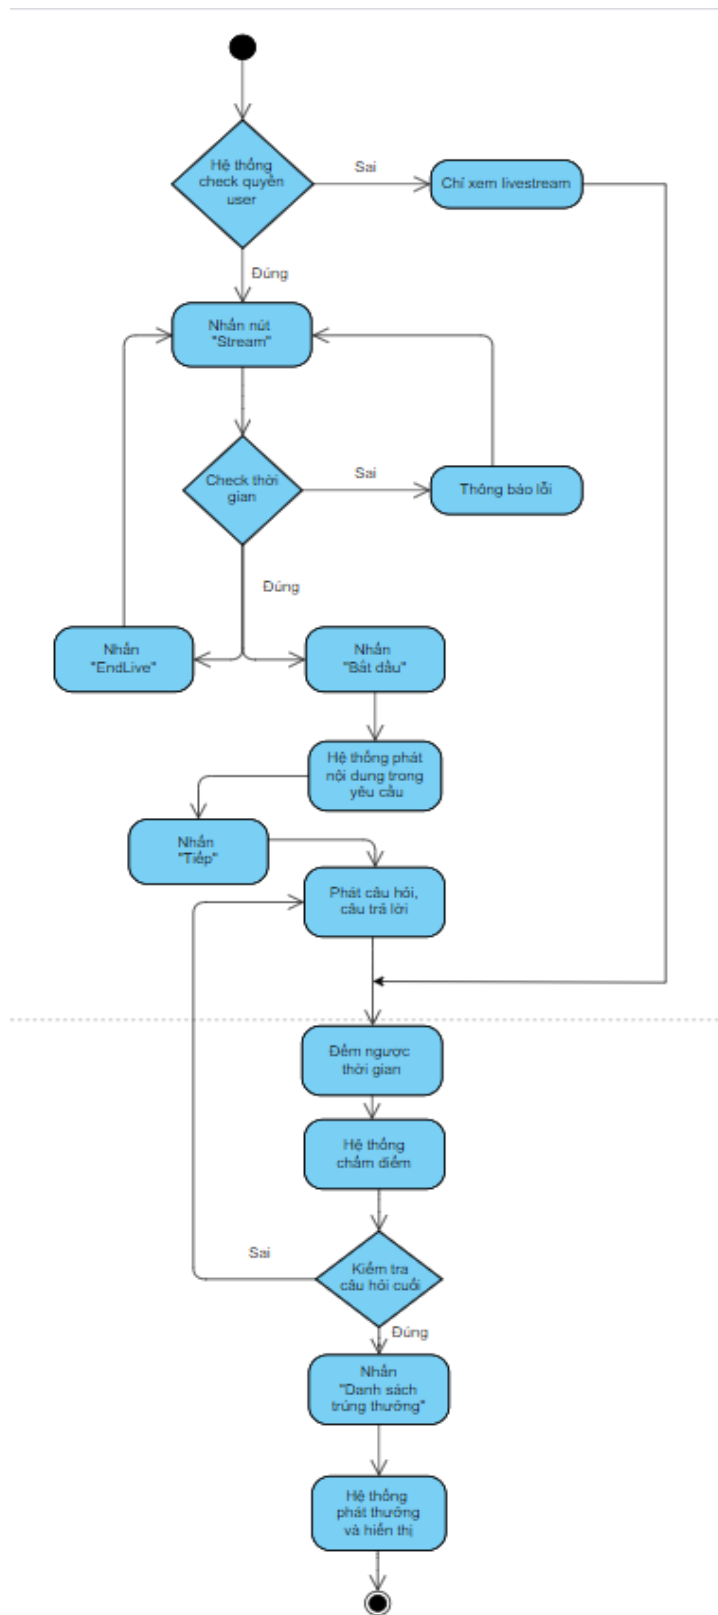 Hệ thống
check quyền
user
Sai
Chỉ xem livestream
Đúng
Nhấn nút
"Stream"
Check thời
gian
Sai
Thông báo lỗi
Đúng
Nhấn
"EndLive"
Nhấn
"Bắt đầu"
Hệ thống phát
nội dung trong
yêu cầu
Nhấn
"Tiếp"
Phát câu hỏi,
câu trả lời
Đếm ngược
thời gian
Hệ thống
chấm điểm
Sai
Kiểm tra
câu hỏi cuối
Đúng
Nhấn
"Danh sách
trúng thưởng"
Hệ thống
phát thưởng
và hiển thị